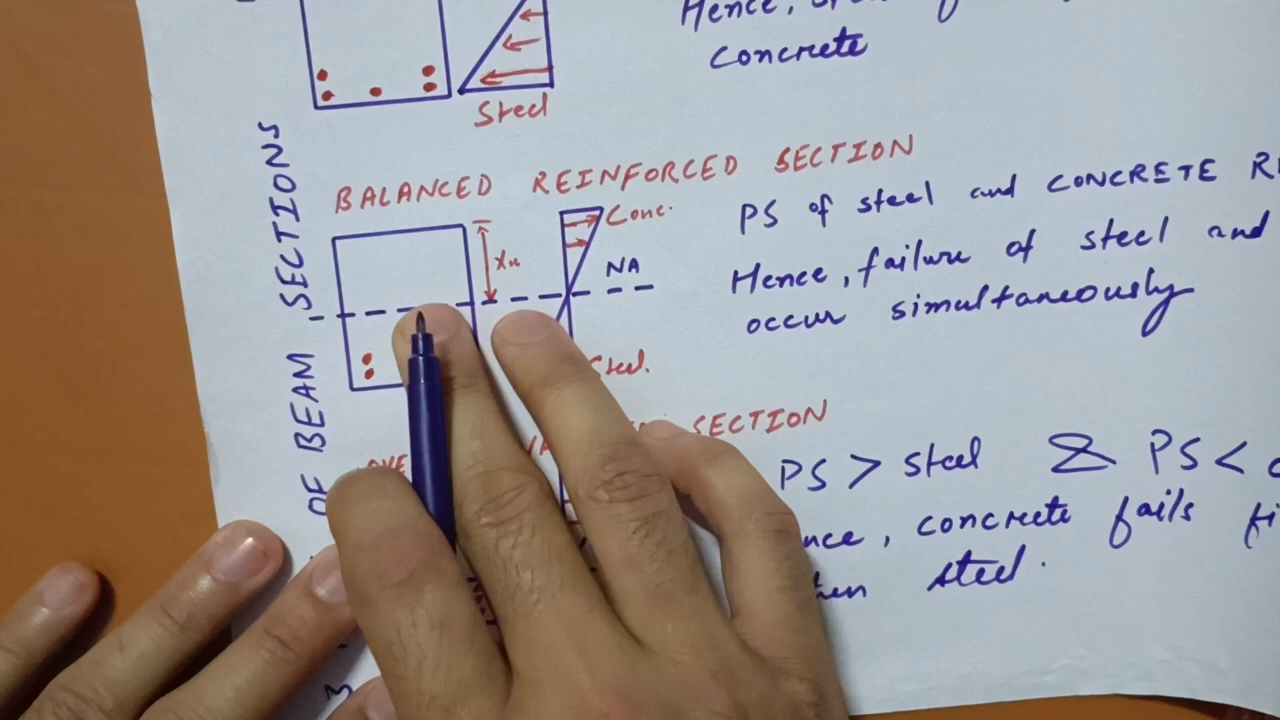 Hence,
concrete
Steel
BALANCED REINFORCED SECTION
Conc.
Xu
NA
Steel.
PS of steel and CONCRETE
Hence, failure of steel and
occur simultaneously
SECTION
PS > steel & PS <
concrete fails
steel.
OF BEAM SECTIONS
3